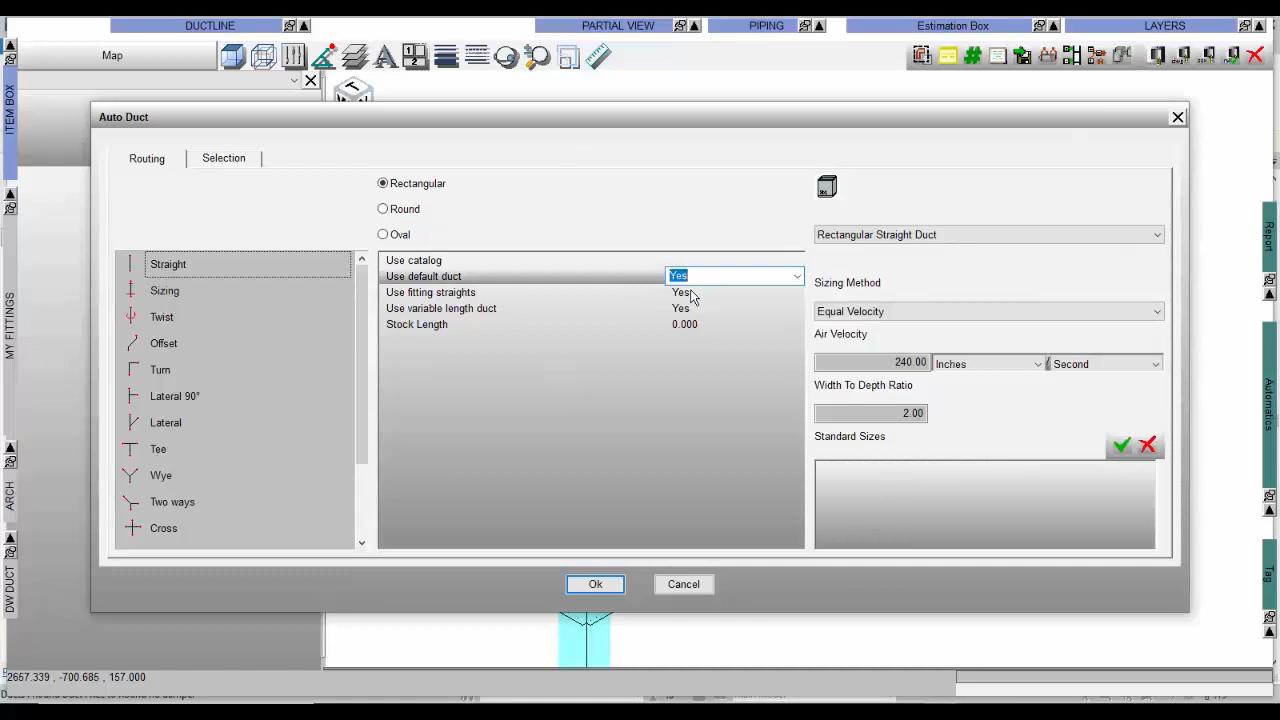 DUCTLINE PARTIAL VIEW PIPING Estimation Box LAYERS
Map
ITEM BOX
MY FITTINGS
ARCH
DW DUCT
Auto Duct
Routing Selection
Rectangular
Round
Oval
Straight
Sizing
Twist
Offset
Turn
Lateral 90°
Lateral
Tee
Wye
Two ways
Cross
Use catalog
Use default duct Yes
Use fitting straights Yes
Use variable length duct Yes
Stock Length 0.000
Rectangular Straight Duct
Sizing Method
Equal Velocity
Air Velocity
240.00 Inches / Second
Width To Depth Ratio
2.00
Standard Sizes
Ok Cancel
Report
Automatics
Tag
2657.339 , -700.685 , 157.000